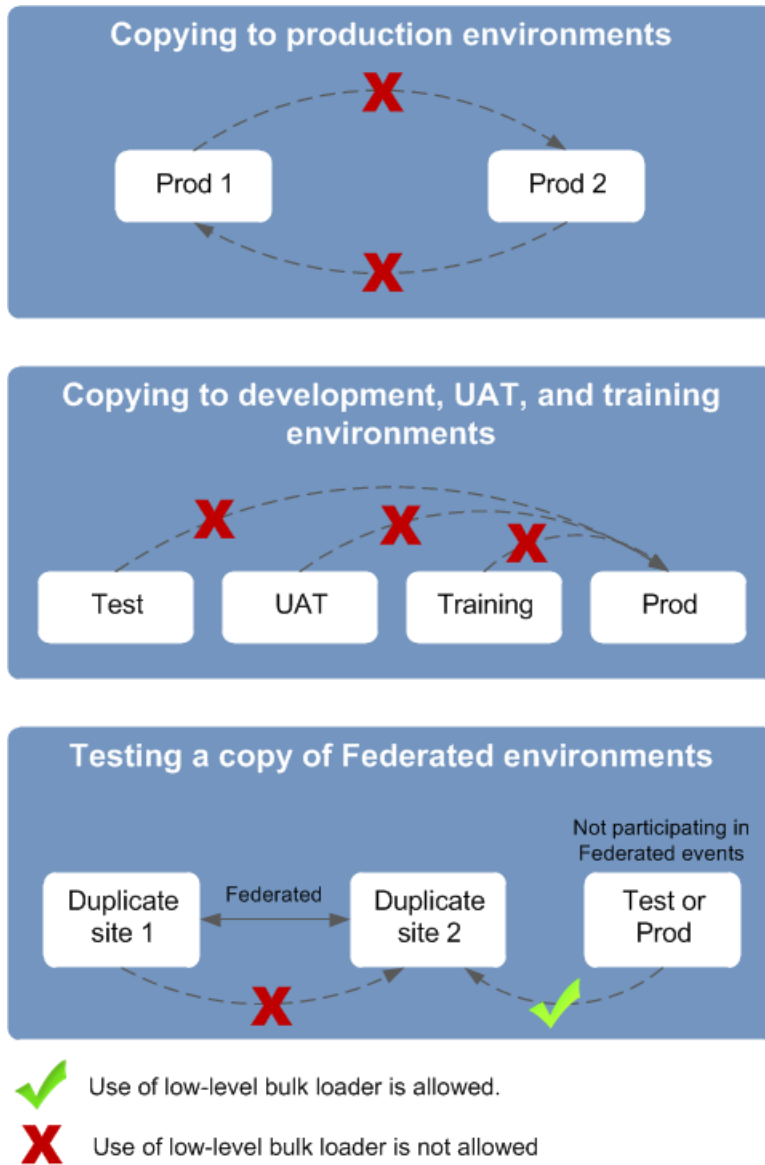 Copying to production environments
Prod 1
Prod 2
Copying to development, UAT, and training
environments
Test
UAT
Training
Prod
Testing a copy of Federated environments
Not participating in
Federated events
Duplicate
site 1
Federated
Duplicate
site 2
Test or
Prod
Use of low-level bulk loader is allowed.
Use of low-level bulk loader is not allowed